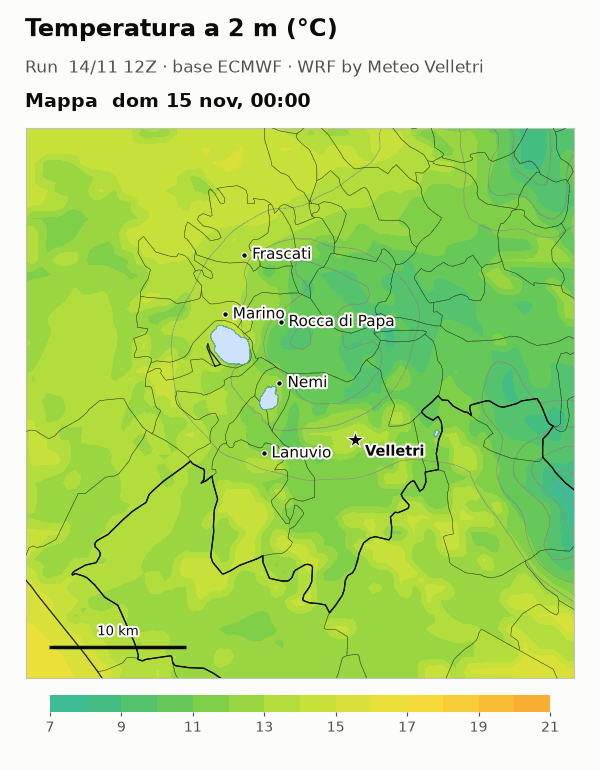 Temperatura a 2 m (°C)
Run  14/11 12Z · base ECMWF · WRF by Meteo Velletri
Mappa  dom 15 nov, 00:00
Frascati
Marino
Rocca di Papa
Nemi
Velletri
Lanuvio
10 km
7 9 11 13 15 17 19 21